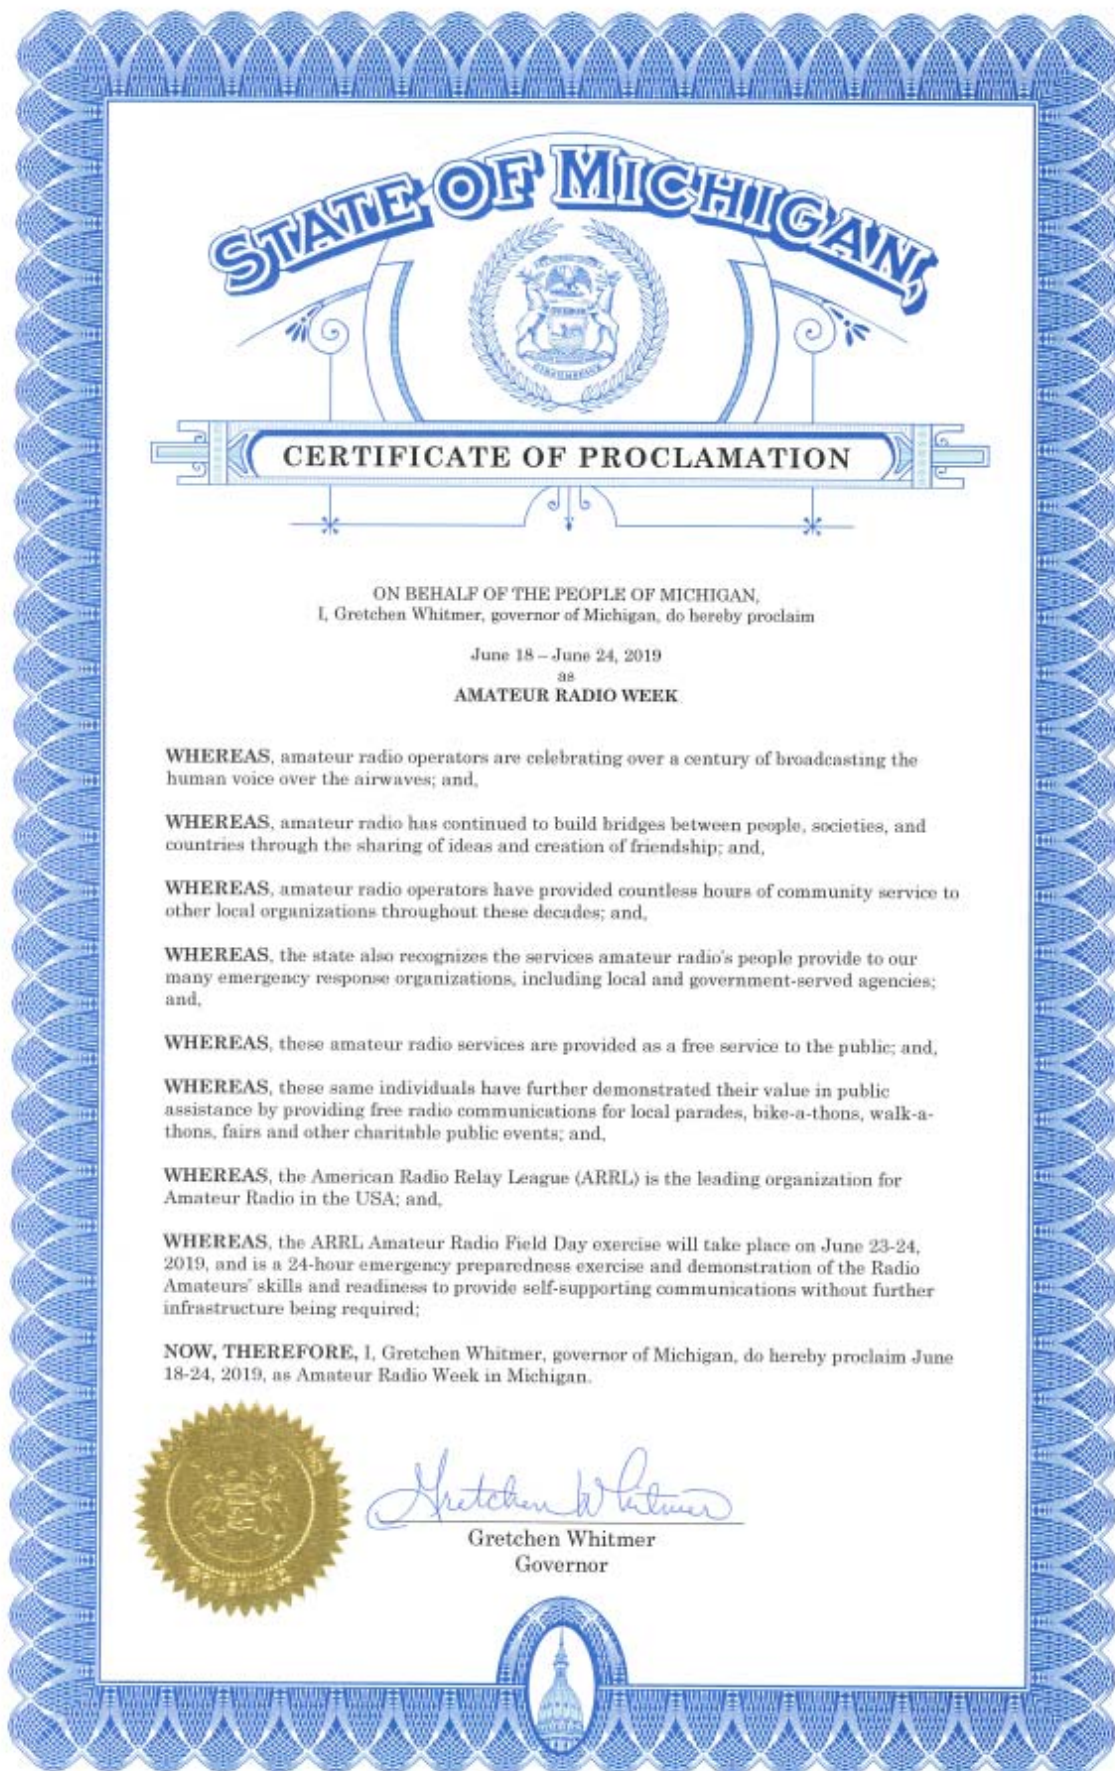 STATE OF MICHIGAN,
CERTIFICATE OF PROCLAMATION
ON BEHALF OF THE PEOPLE OF MICHIGAN,
I, Gretchen Whitmer, governor of Michigan, do hereby proclaim
June 18 – June 24, 2019
as
AMATEUR RADIO WEEK
WHEREAS, amateur radio operators are celebrating over a century of broadcasting the
human voice over the airwaves; and,
WHEREAS, amateur radio has continued to build bridges between people, societies, and
countries through the sharing of ideas and creation of friendship; and,
WHEREAS, amateur radio operators have provided countless hours of community service to
other local organizations throughout these decades; and,
WHEREAS, the state also recognizes the services amateur radio's people provide to our
many emergency response organizations, including local and government-served agencies;
and,
WHEREAS, these amateur radio services are provided as a free service to the public; and,
WHEREAS, these same individuals have further demonstrated their value in public
assistance by providing free radio communications for local parades, bike-a-thons, walk-a-
thons, fairs and other charitable public events; and,
WHEREAS, the American Radio Relay League (ARRL) is the leading organization for
Amateur Radio in the USA; and,
WHEREAS, the ARRL Amateur Radio Field Day exercise will take place on June 23-24,
2019, and is a 24-hour emergency preparedness exercise and demonstration of the Radio
Amateurs' skills and readiness to provide self-supporting communications without further
infrastructure being required;
NOW, THEREFORE, I, Gretchen Whitmer, governor of Michigan, do hereby proclaim June
18-24, 2019, as Amateur Radio Week in Michigan.
Gretchen Whitmer
Gretchen Whitmer
Governor